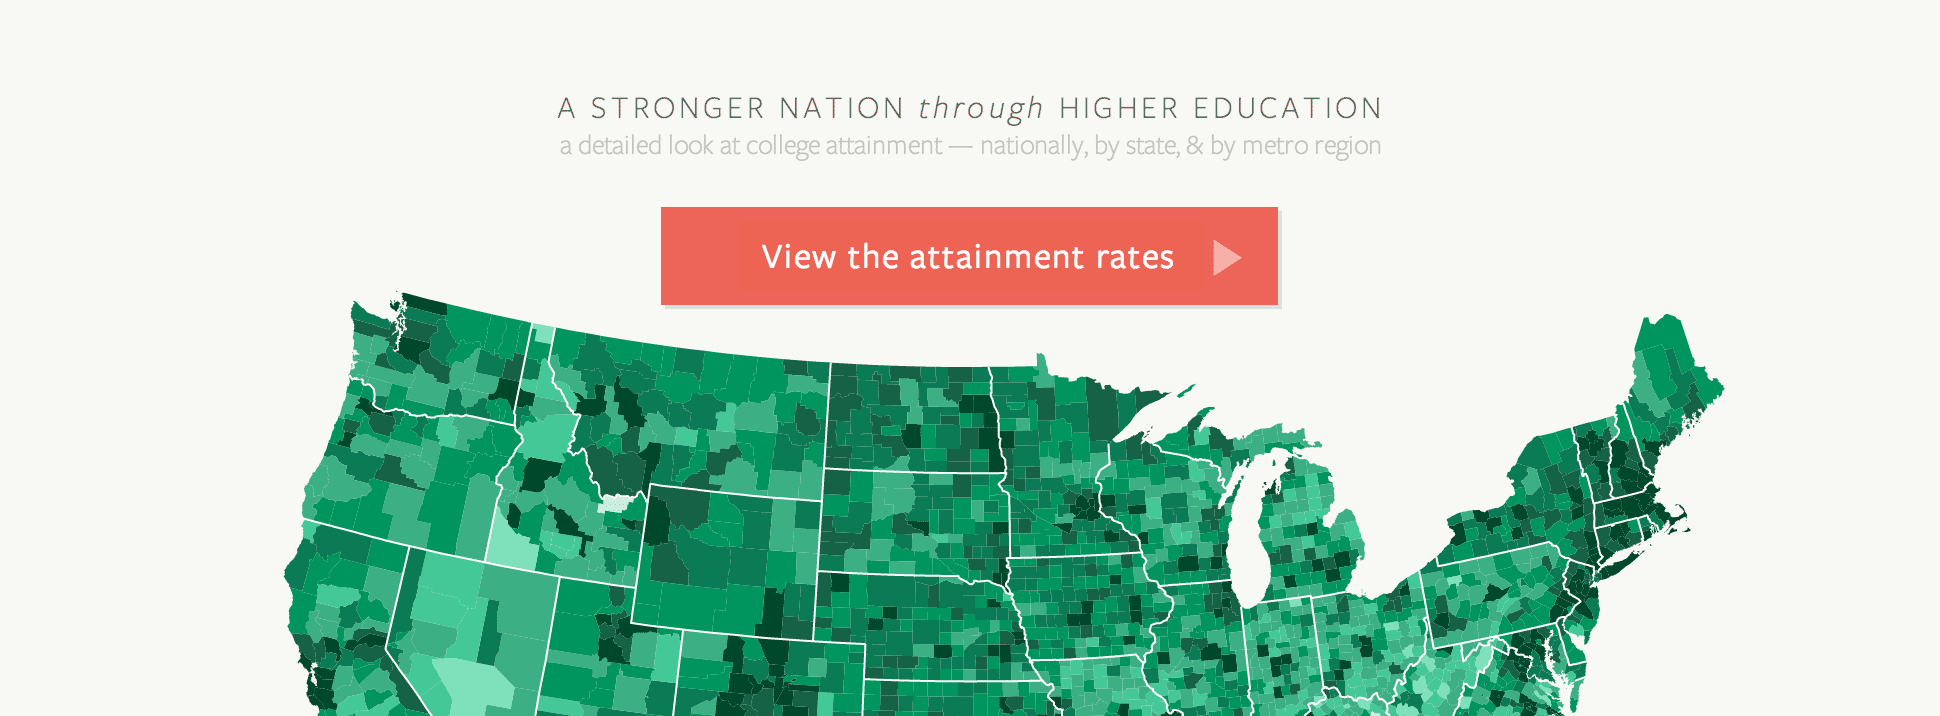 A STRONGER NATION through HIGHER EDUCATION
a detailed look at college attainment — nationally, by state, & by metro region
View the attainment rates